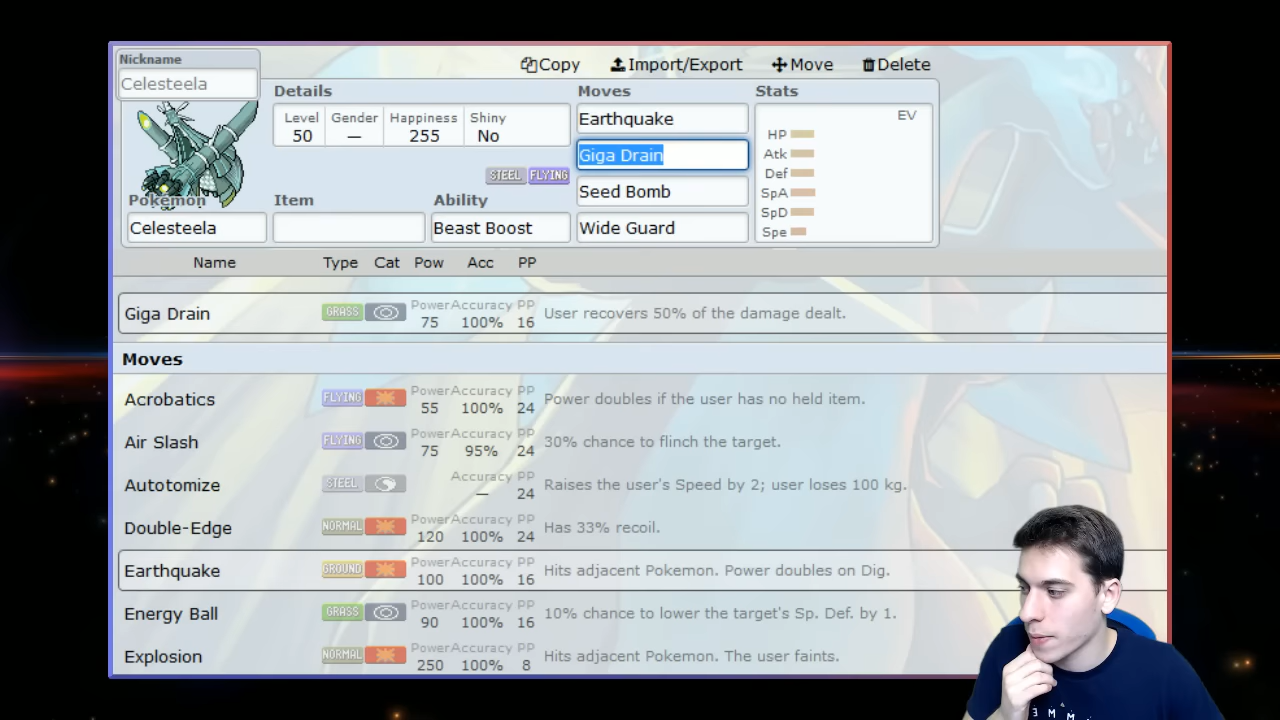 Nickname
Celesteela
Copy Import/Export Move Delete
Details
Level Gender Happiness Shiny
50 — 255 No
STEEL FLYING
Pokémon Item Ability
Celesteela Beast Boost
Moves
Earthquake
Giga Drain
Seed Bomb
Wide Guard
Stats
EV
HP
Atk
Def
SpA
SpD
Spe
Name Type Cat Pow Acc PP
Giga Drain GRASS Power 75 Accuracy 100% PP 16 User recovers 50% of the damage dealt.
Moves
Acrobatics FLYING Power 55 Accuracy 100% PP 24 Power doubles if the user has no held item.
Air Slash FLYING Power 75 Accuracy 95% PP 24 30% chance to flinch the target.
Autotomize STEEL Accuracy — PP 24 Raises the user's Speed by 2; user loses 100 kg.
Double-Edge NORMAL Power 120 Accuracy 100% PP 24 Has 33% recoil.
Earthquake GROUND Power 100 Accuracy 100% PP 16 Hits adjacent Pokemon. Power doubles on Dig.
Energy Ball GRASS Power 90 Accuracy 100% PP 16 10% chance to lower the target's Sp. Def. by 1.
Explosion NORMAL Power 250 Accuracy 100% PP 8 Hits adjacent Pokemon. The user faints.